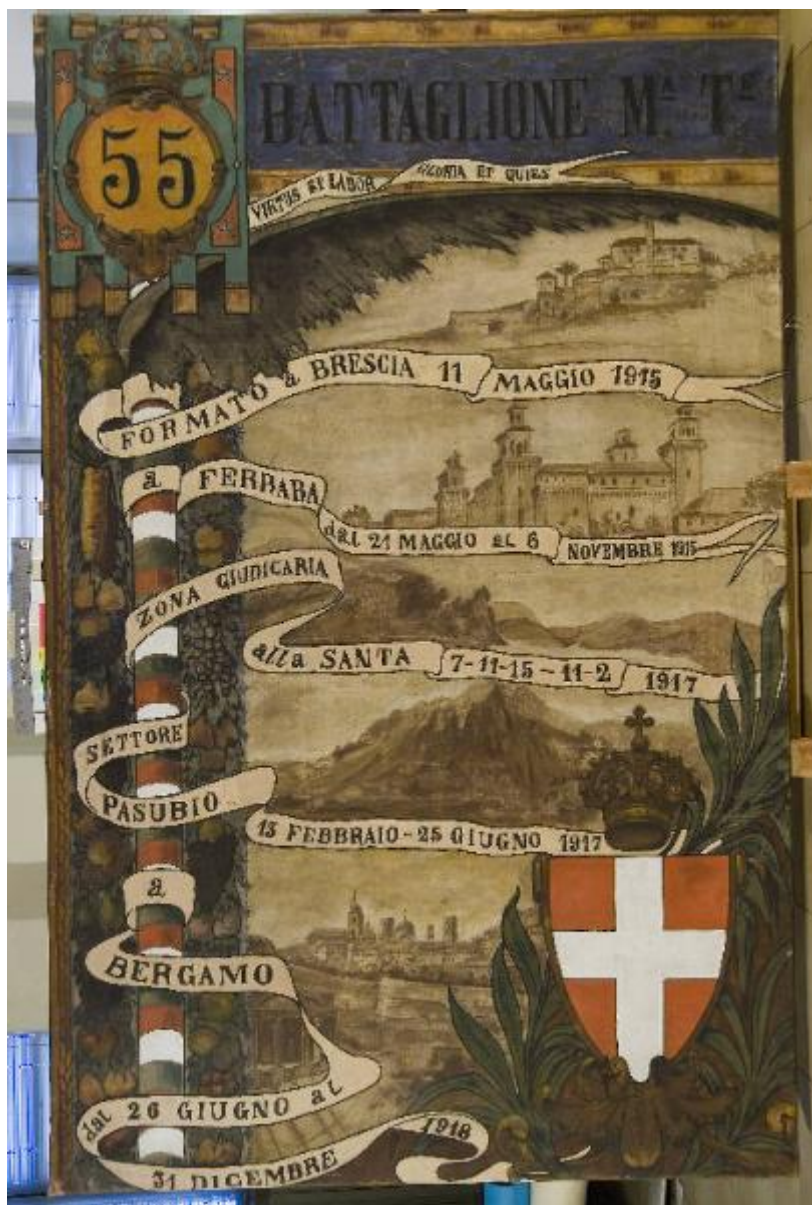 55
BATTAGLIONE Mª Tᵉ
VIRTUS ET LABOR GLORIA ET QUIES
FORMATO a BRESCIA 11 MAGGIO 1915
a FERRARA
dal 21 MAGGIO al 6 NOVEMBRE 1915
ZONA GIUDICARIA
alla SANTA 7-11-15-11-2 1917
SETTORE
PASUBIO
13 FEBBRAIO-25 GIUGNO 1917
a
BERGAMO
dal 26 GIUGNO al
31 DICEMBRE 1918